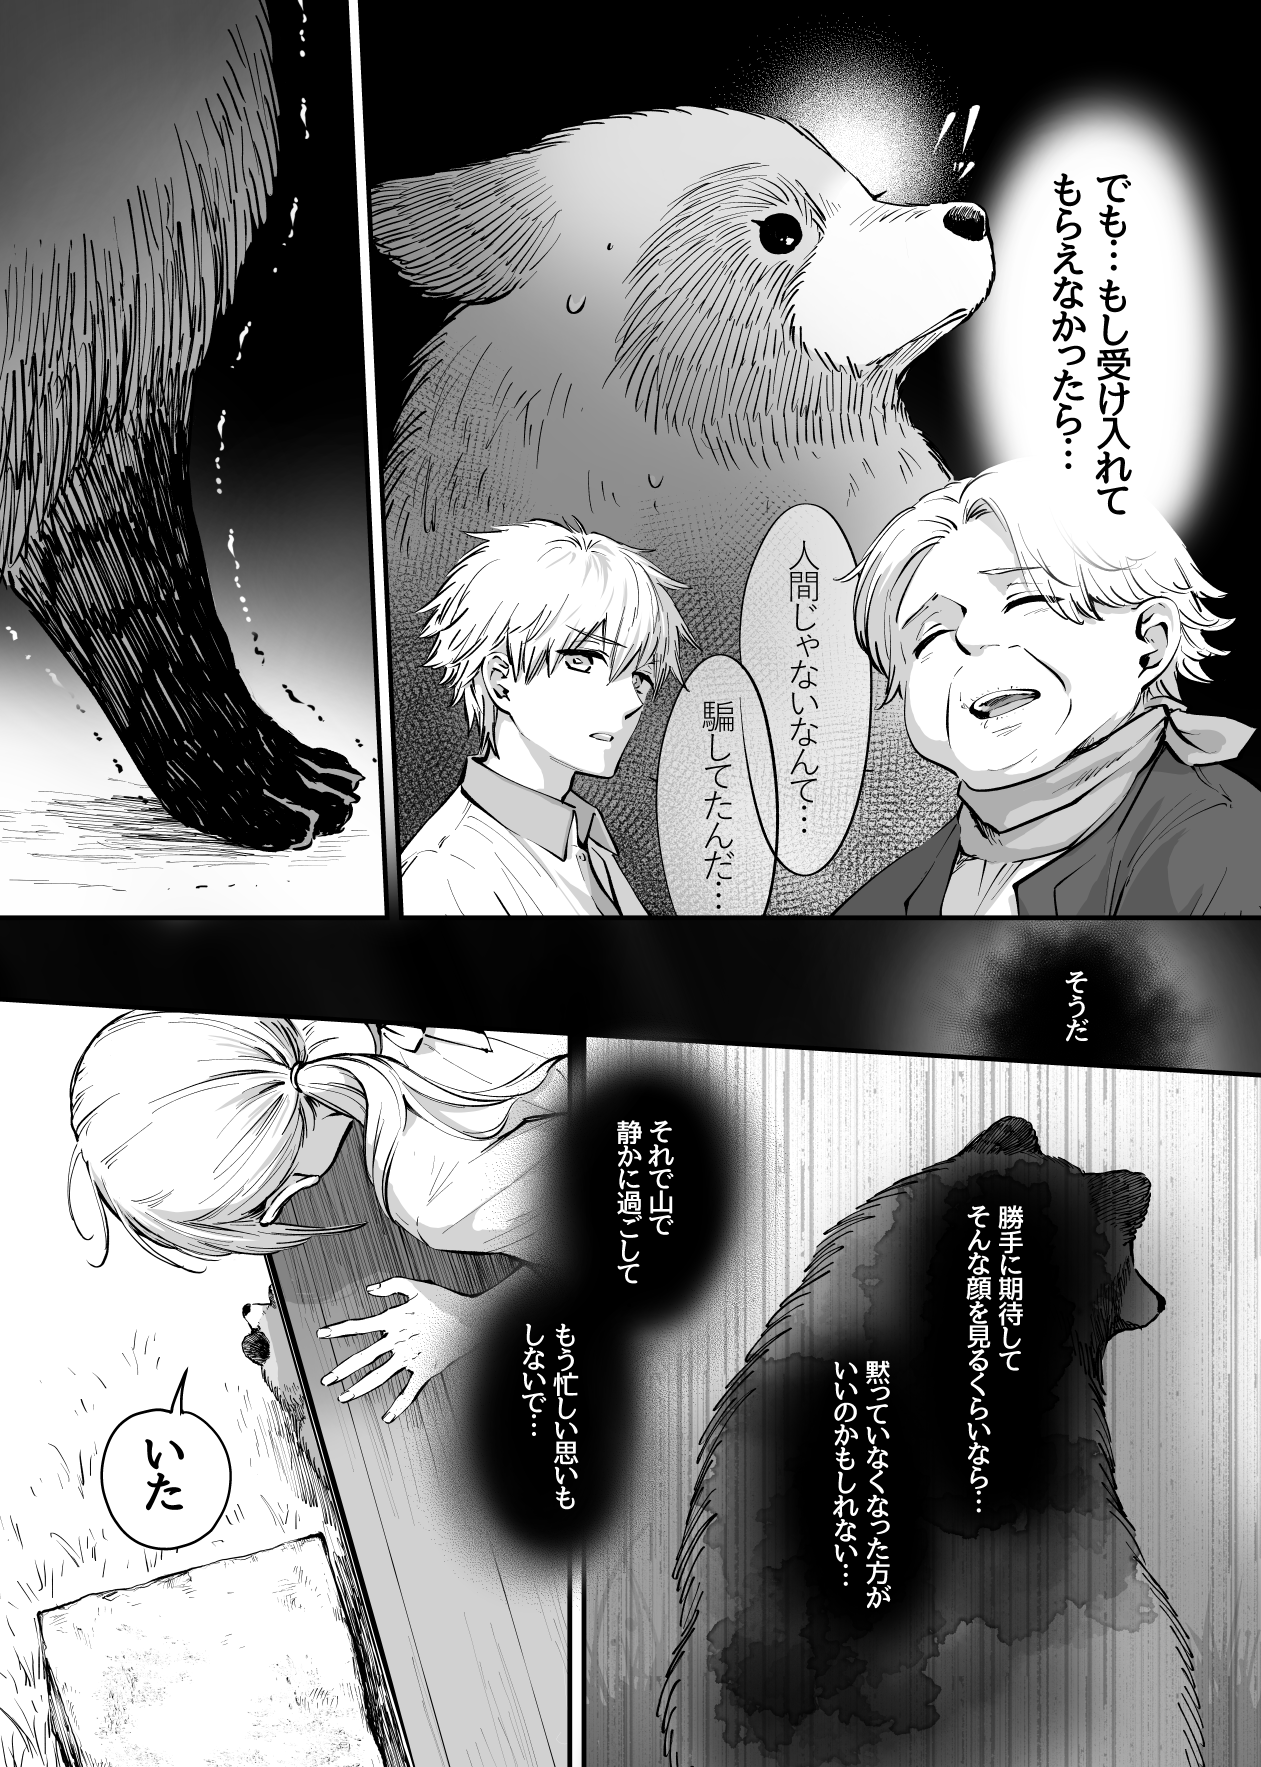 でも…もし受け入れて
もらえなかったら…
人間じゃないなんて…
騙してたんだ…
そうだ
勝手に期待して
そんな顔を見るくらいなら…
黙っていなくなった方が
いいのかもしれない…
それで山で
静かに過ごして
もう忙しい思いも
しないで…
いた